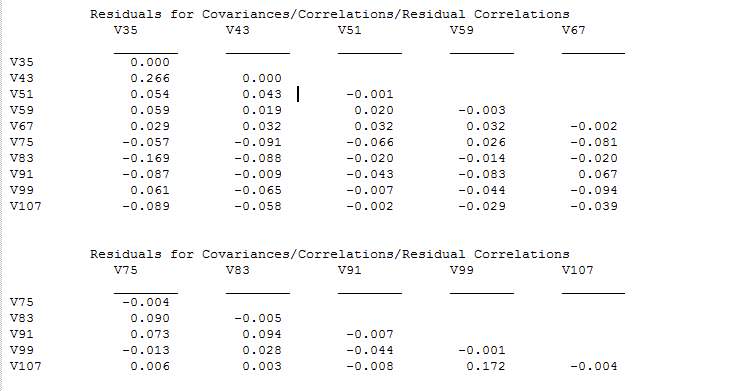 Residuals for Covariances/Correlations/Residual Correlations
V35 V43 V51 V59 V67
V35 0.000
V43 0.266 0.000
V51 0.054 0.043 -0.001
V59 0.059 0.019 0.020 -0.003
V67 0.029 0.032 0.032 0.032 -0.002
V75 -0.057 -0.091 -0.066 0.026 -0.081
V83 -0.169 -0.088 -0.020 -0.014 -0.020
V91 -0.087 -0.009 -0.043 -0.083 0.067
V99 0.061 -0.065 -0.007 -0.044 -0.094
V107 -0.089 -0.058 -0.002 -0.029 -0.039
Residuals for Covariances/Correlations/Residual Correlations
V75 V83 V91 V99 V107
V75 -0.004
V83 0.090 -0.005
V91 0.073 0.094 -0.007
V99 -0.013 0.028 -0.044 -0.001
V107 0.006 0.003 -0.008 0.172 -0.004